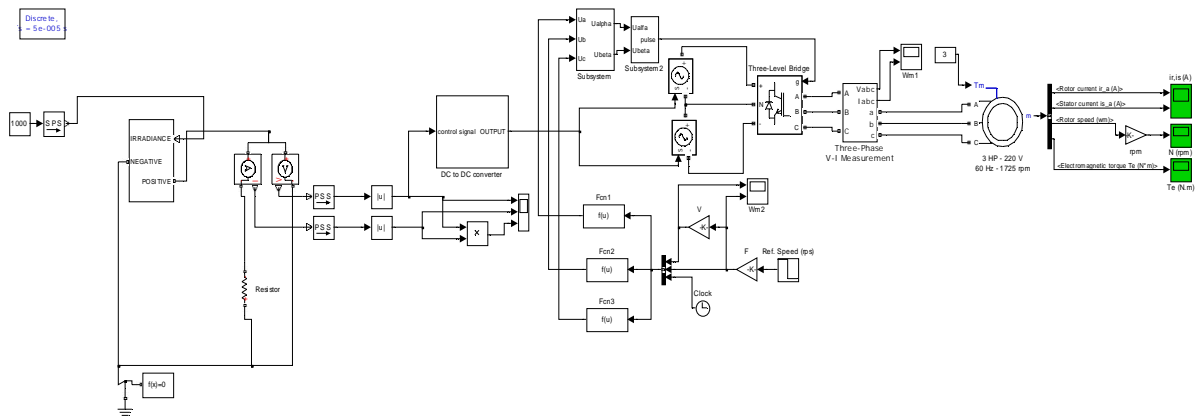 Discrete,
s = 5e-005 s
1000
SPS
IRRADIANCE
NEGATIVE
POSITIVE
A
V
PSS
|u|
PSS
|u|
×
Resistor
f(x)=0
control signal OUTPUT
DC to DC converter
Ua
Ub
Uc
Ualpha
Ubeta
Subsystem
Ualfa
pulse
Ubeta
Subsystem2
Three-Level Bridge
g
+
N
-
A
B
C
A
B
C
Vabc
Iabc
a
b
c
Three-Phase
V-I Measurement
Wm1
3
Tm
A
B
C
m
3 HP - 220 V
60 Hz - 1725 rpm
<Rotor current ir_a (A)>
<Stator current is_a (A)>
<Rotor speed (wm)>
<Electromagnetic torque Te (N*m)>
-K-
rpm
ir,is (A)
N (rpm)
Te (N.m)
Wm2
V
-K-
F
-K-
Ref. Speed (rps)
Clock
Fcn1
f(u)
Fcn2
f(u)
Fcn3
f(u)